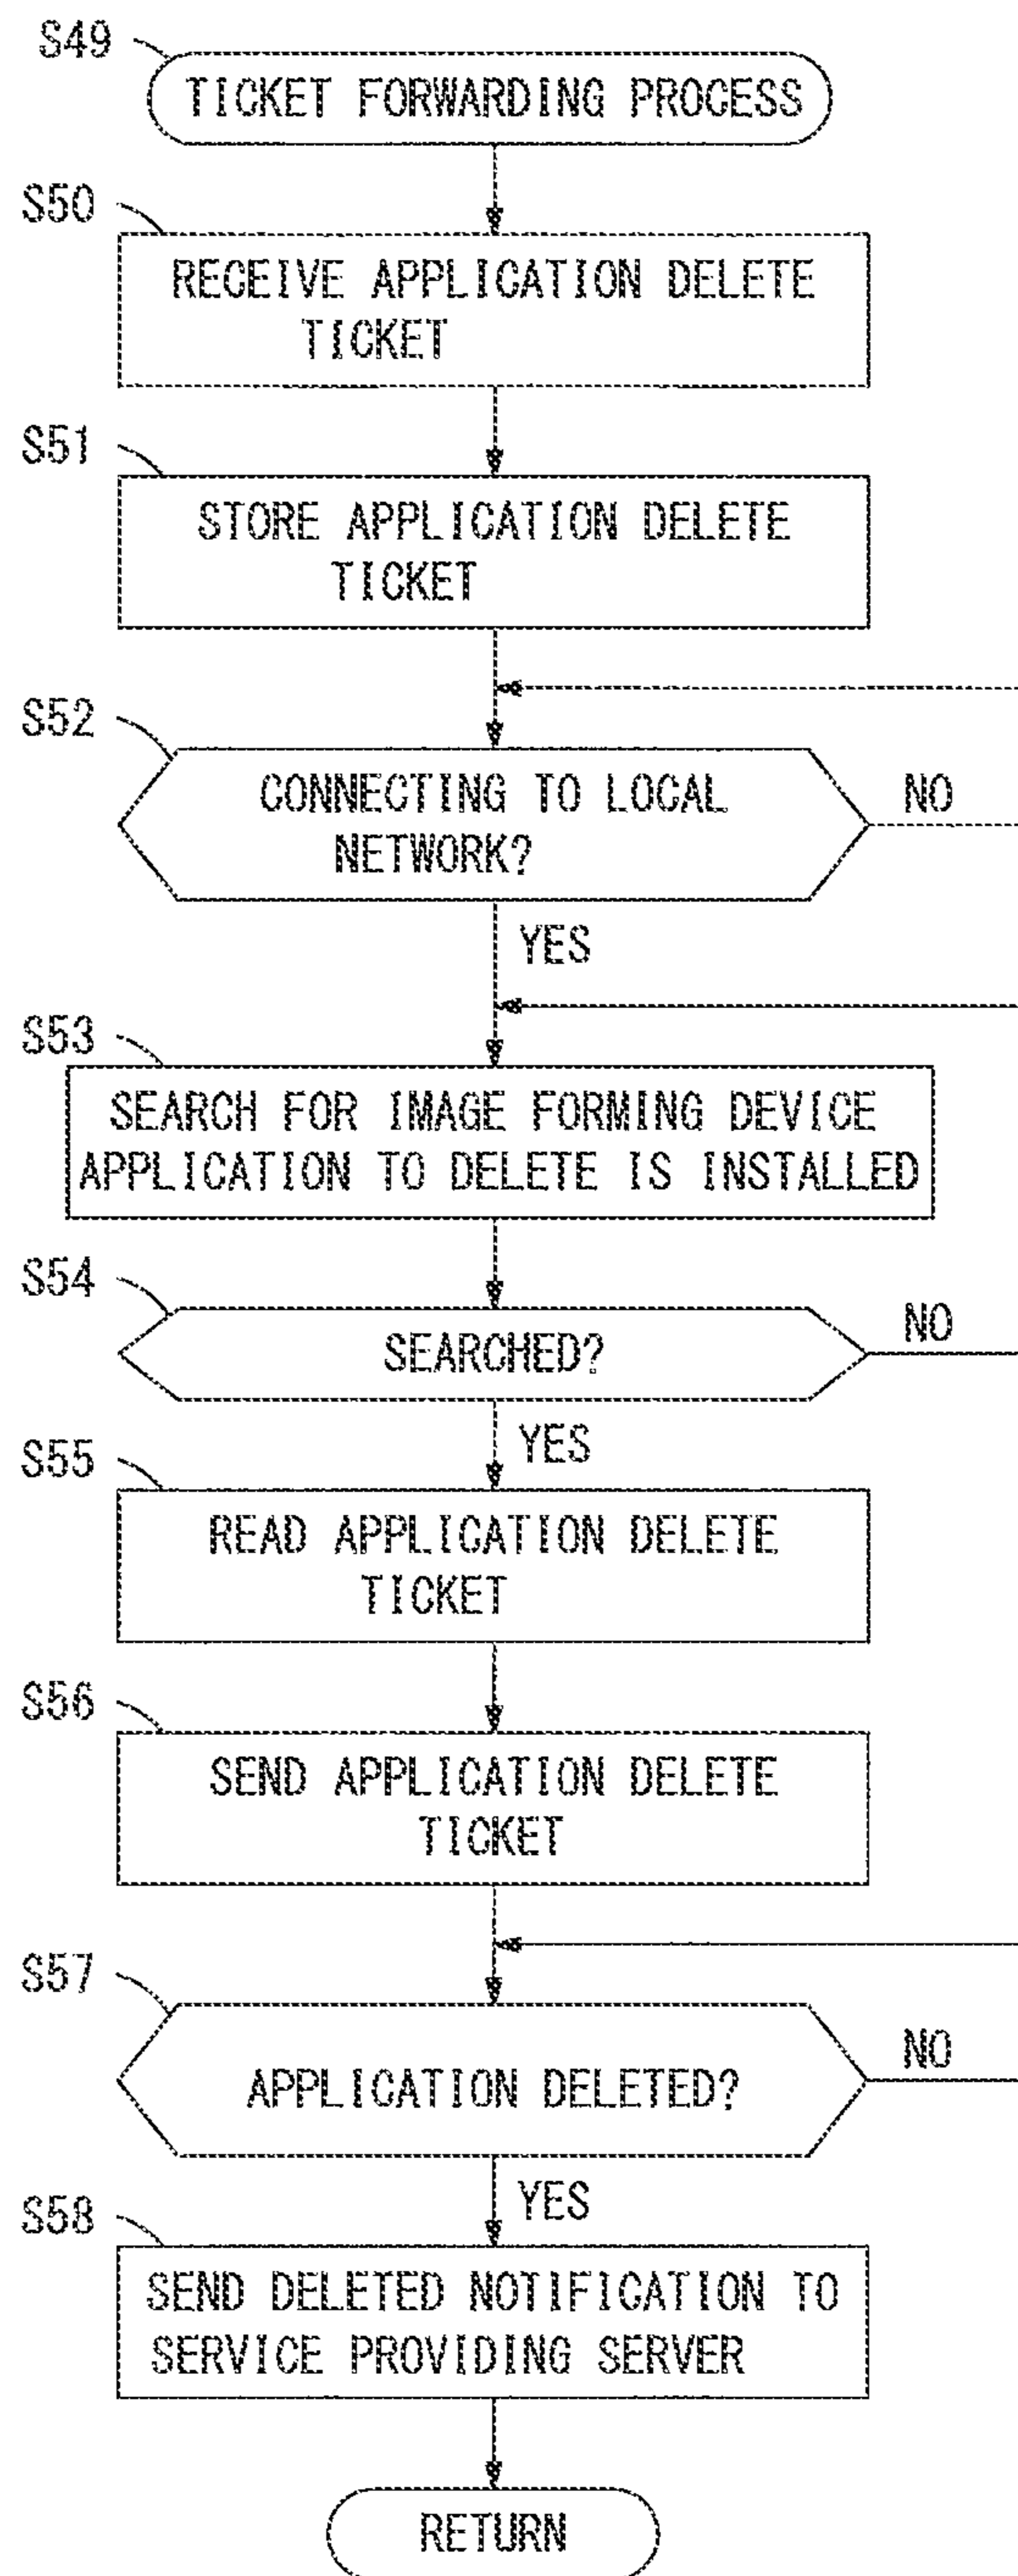 S49
TICKET FORWARDING PROCESS
S50
RECEIVE APPLICATION DELETE
TICKET
S51
STORE APPLICATION DELETE
TICKET
S52
CONNECTING TO LOCAL
NETWORK?
NO
YES
S53
SEARCH FOR IMAGE FORMING DEVICE
APPLICATION TO DELETE IS INSTALLED
S54
SEARCHED?
NO
YES
S55
READ APPLICATION DELETE
TICKET
S56
SEND APPLICATION DELETE
TICKET
S57
APPLICATION DELETED?
NO
YES
S58
SEND DELETED NOTIFICATION TO
SERVICE PROVIDING SERVER
RETURN